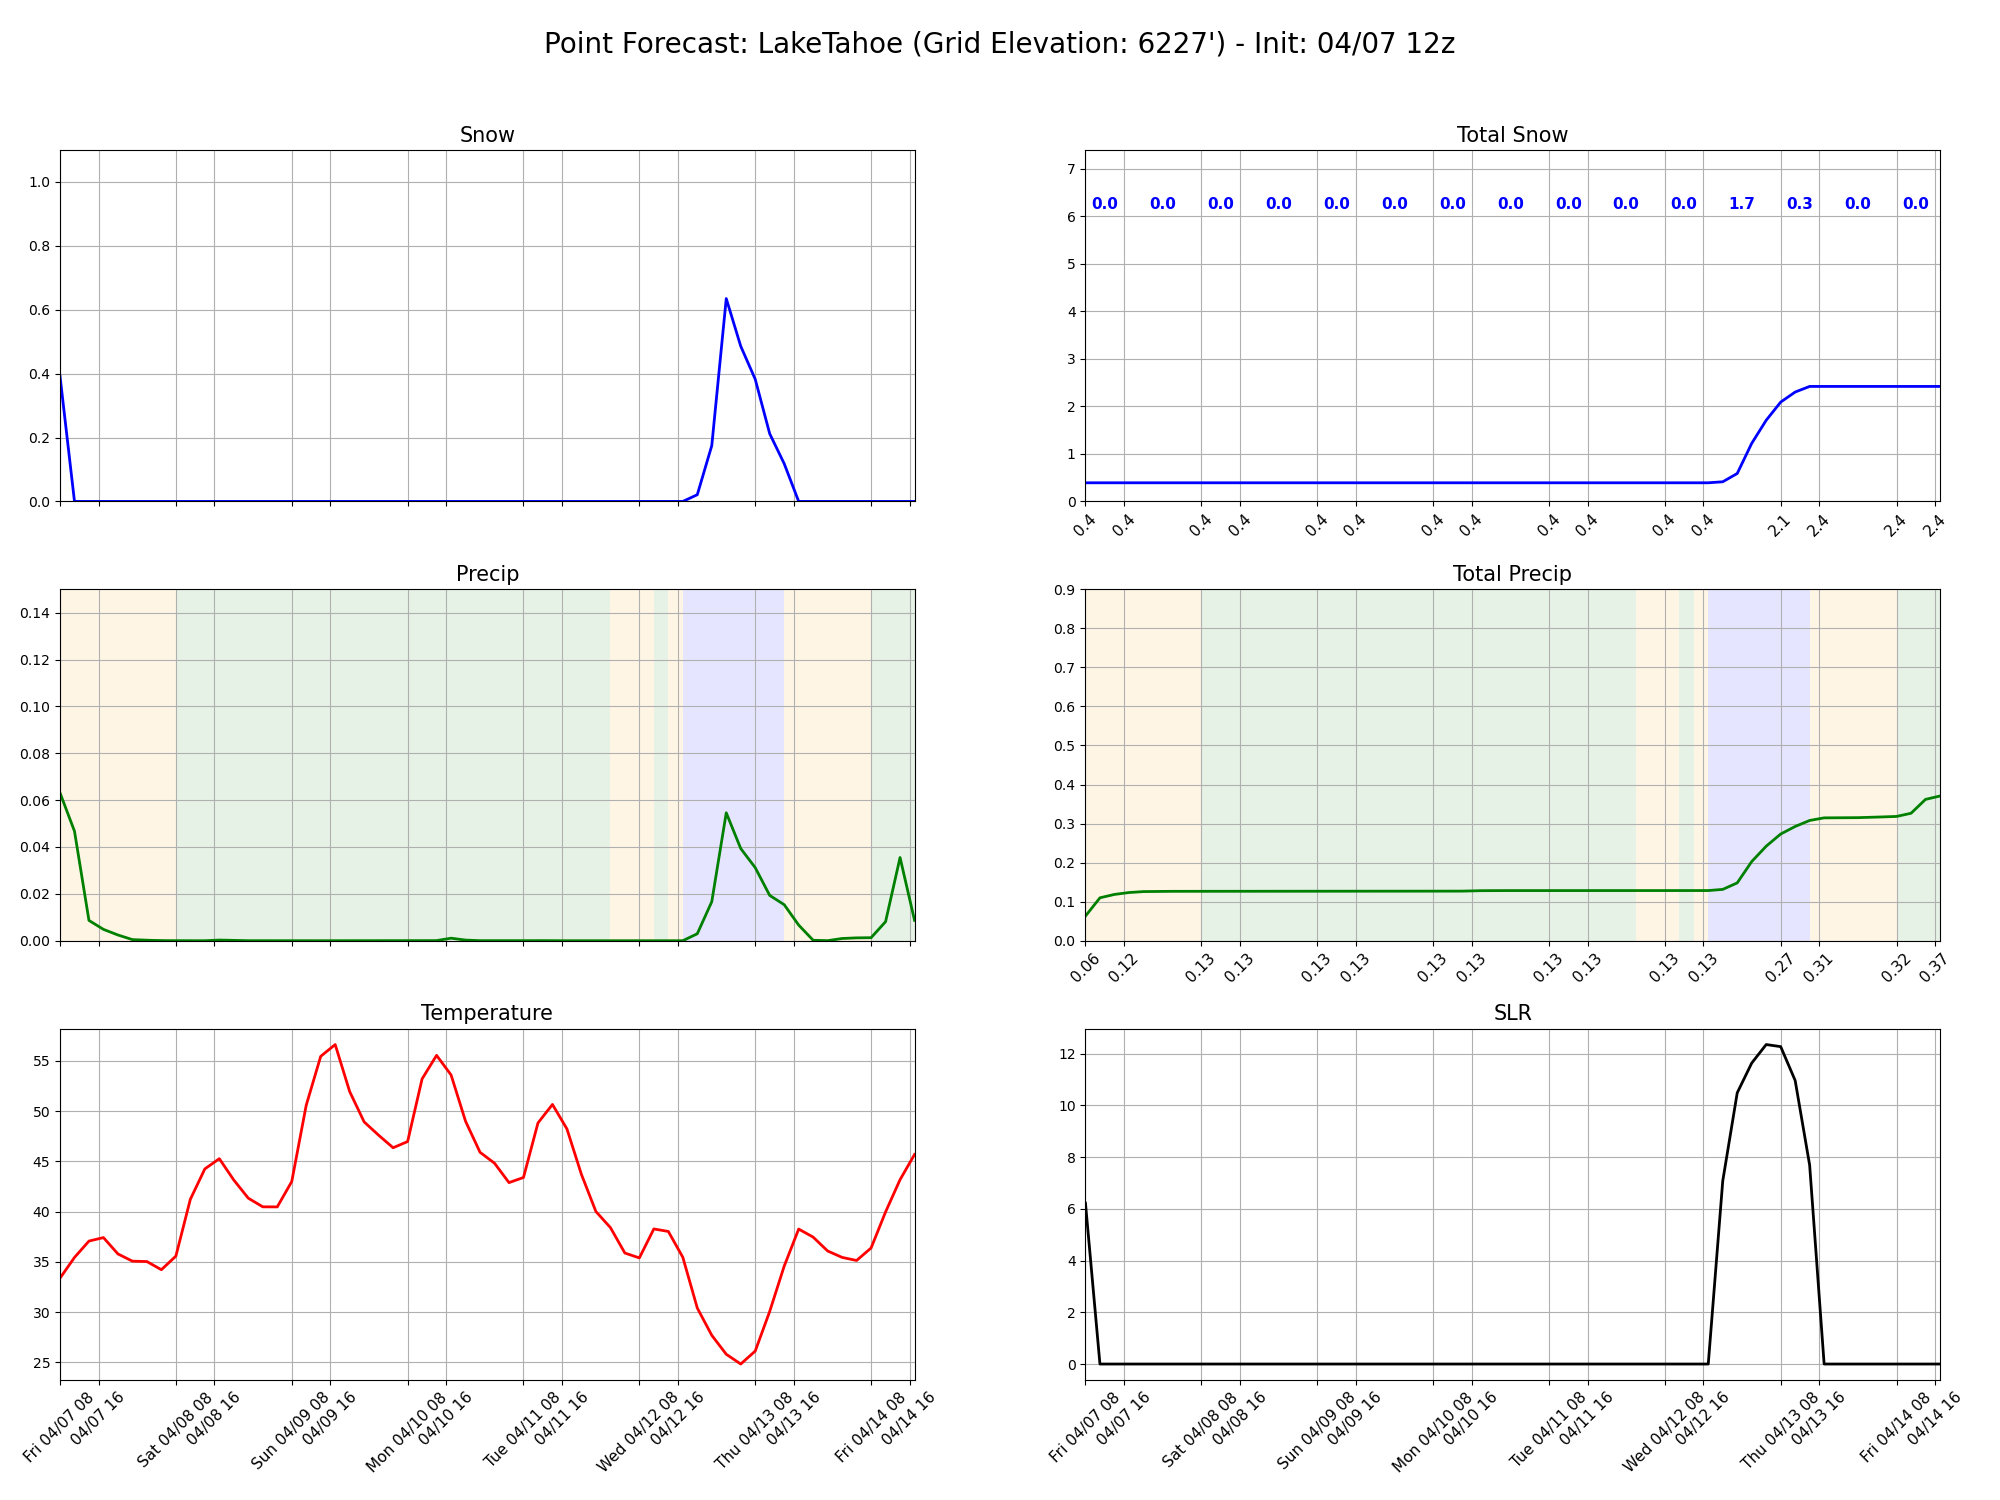 Point Forecast: LakeTahoe (Grid Elevation: 6227') - Init: 04/07 12z
Snow
1.0
0.8
0.6
0.4
0.2
0.0
Total Snow
7
6
5
4
3
2
1
0
0.0 0.0 0.0 0.0 0.0 0.0 0.0 0.0 0.0 0.0 0.0 1.7 0.3 0.0 0.0
0.4 0.4 0.4 0.4 0.4 0.4 0.4 0.4 0.4 0.4 0.4 0.4 2.1 2.4 2.4 2.4
Precip
0.14
0.12
0.10
0.08
0.06
0.04
0.02
0.00
Total Precip
0.9
0.8
0.7
0.6
0.5
0.4
0.3
0.2
0.1
0.0
0.06 0.12 0.13 0.13 0.13 0.13 0.13 0.13 0.13 0.13 0.13 0.13 0.27 0.31 0.32 0.37
Temperature
55
50
45
40
35
30
25
Fri 04/07 08
04/07 16
Sat 04/08 08
04/08 16
Sun 04/09 08
04/09 16
Mon 04/10 08
04/10 16
Tue 04/11 08
04/11 16
Wed 04/12 08
04/12 16
Thu 04/13 08
04/13 16
Fri 04/14 08
04/14 16
SLR
12
10
8
6
4
2
0
Fri 04/07 08
04/07 16
Sat 04/08 08
04/08 16
Sun 04/09 08
04/09 16
Mon 04/10 08
04/10 16
Tue 04/11 08
04/11 16
Wed 04/12 08
04/12 16
Thu 04/13 08
04/13 16
Fri 04/14 08
04/14 16